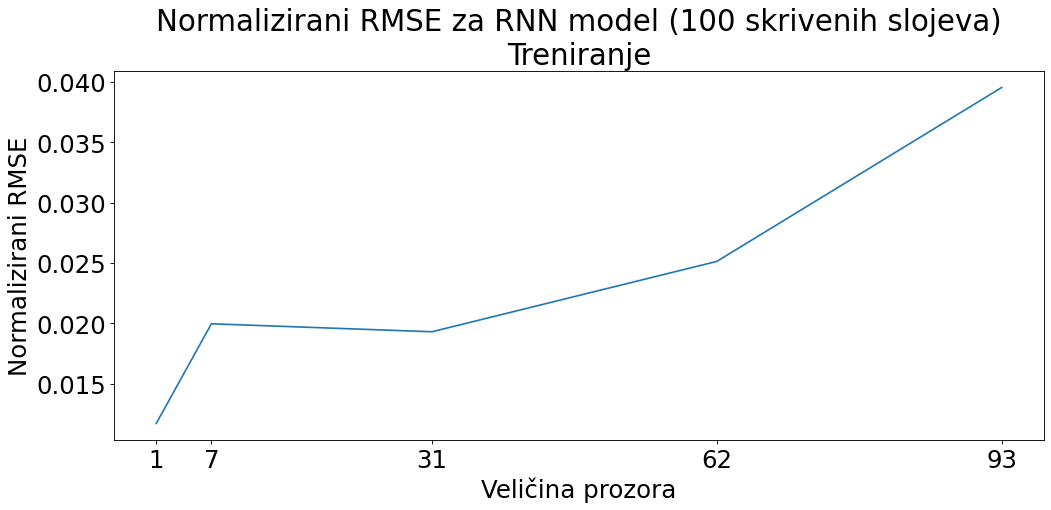 Normalizirani RMSE za RNN model (100 skrivenih slojeva)
Treniranje
Normalizirani RMSE
0.040
0.035
0.030
0.025
0.020
0.015
1 7 31 62 93
Veličina prozora